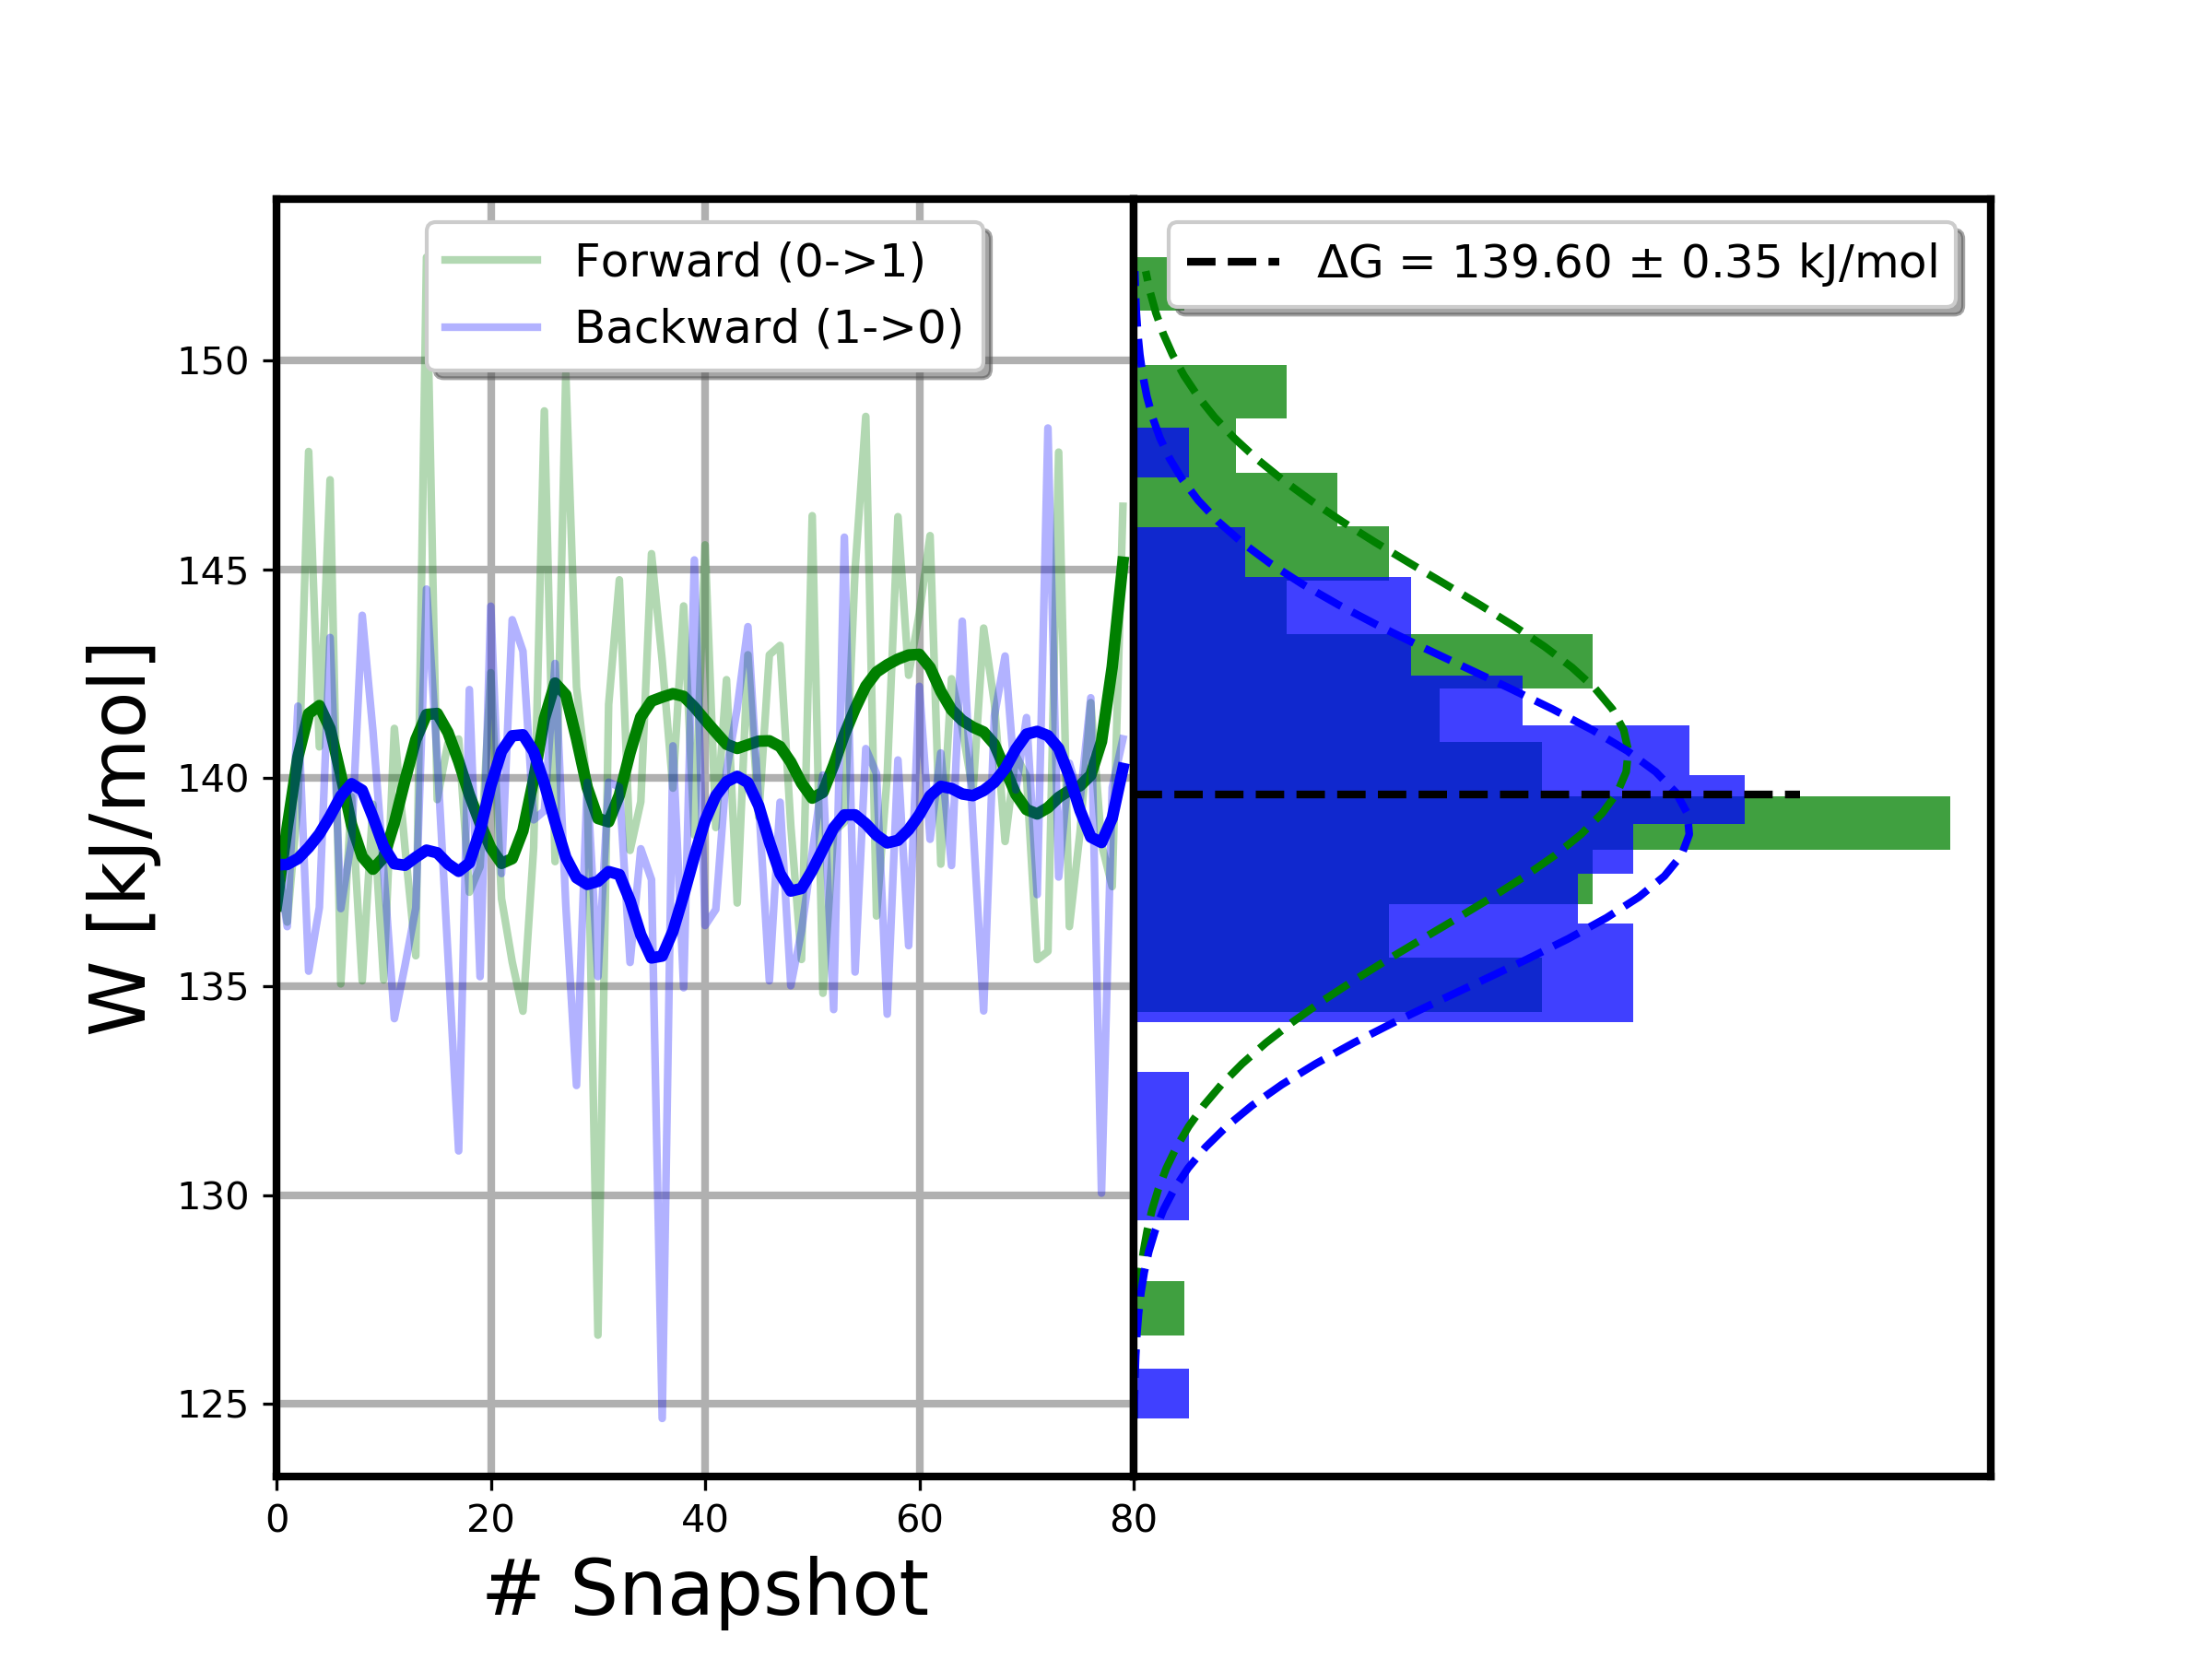 Forward (0->1)
Backward (1->0)
ΔG = 139.60 ± 0.35 kJ/mol
W [kJ/mol]
150
145
140
135
130
125
0 20 40 60 80
# Snapshot